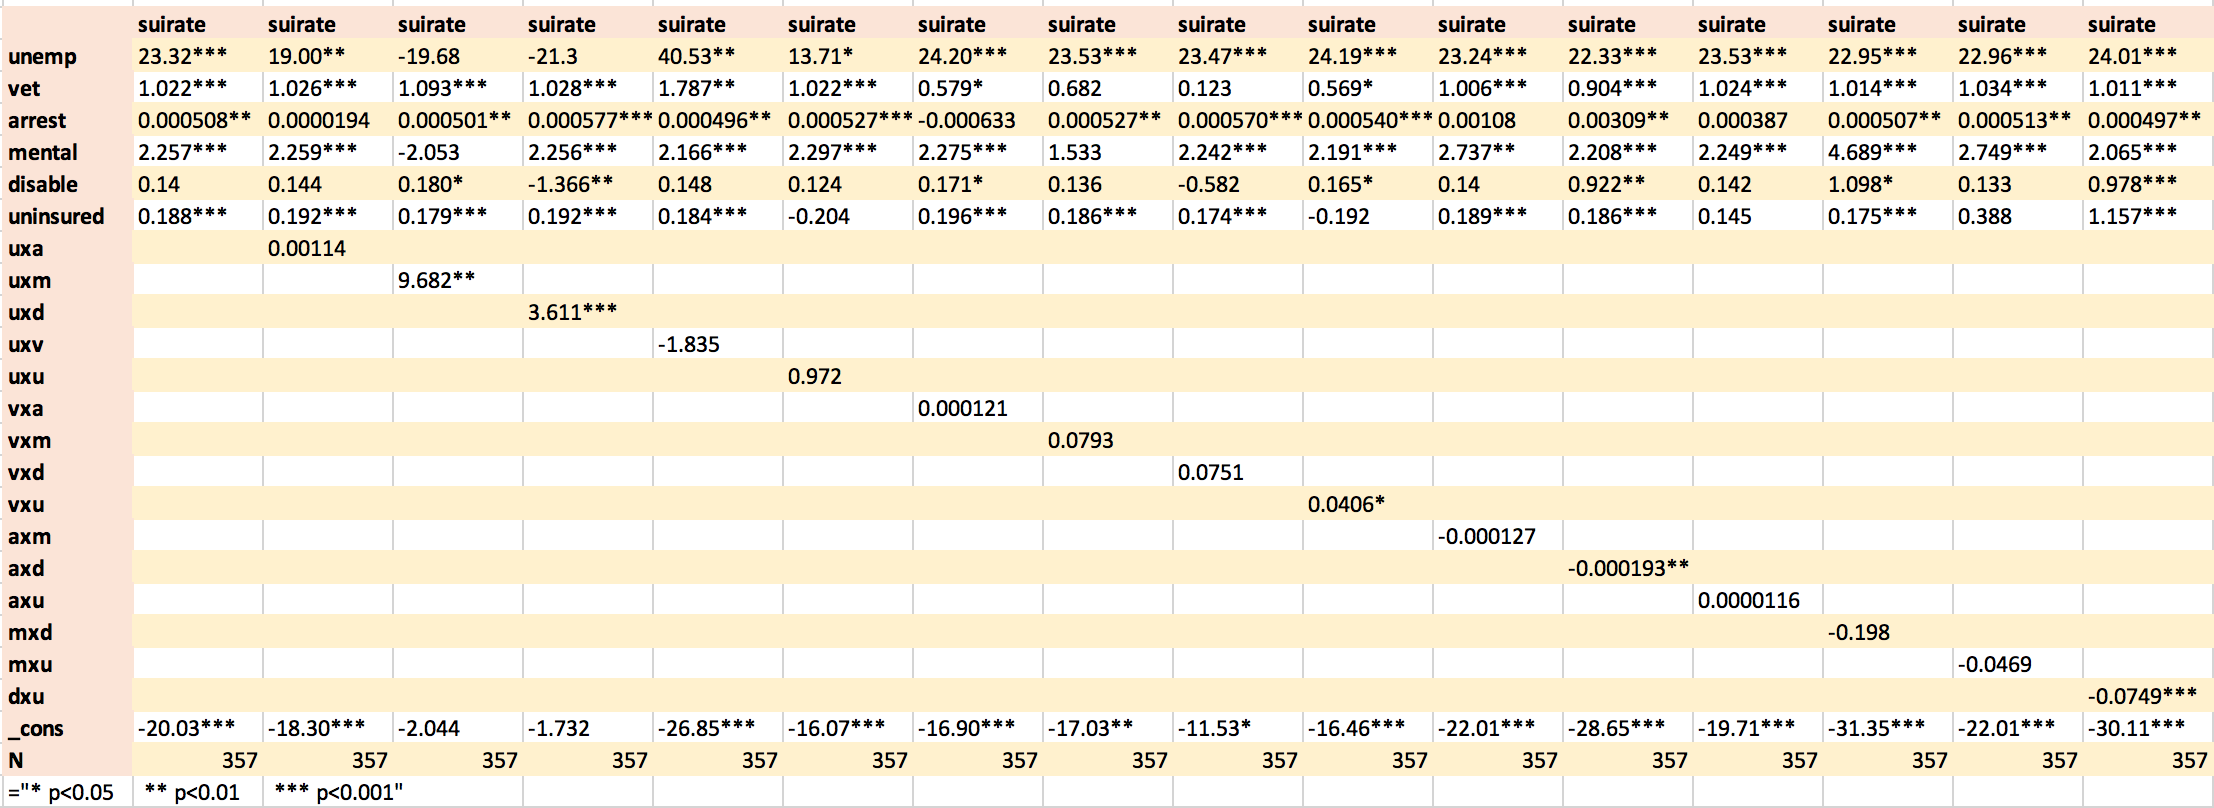 suirate suirate suirate suirate suirate suirate suirate suirate suirate suirate suirate suirate suirate suirate suirate suirate
unemp 23.32*** 19.00** -19.68 -21.3 40.53** 13.71* 24.20*** 23.53*** 23.47*** 24.19*** 23.24*** 22.33*** 23.53*** 22.95*** 22.96*** 24.01***
vet 1.022*** 1.026*** 1.093*** 1.028*** 1.787** 1.022*** 0.579* 0.682 0.123 0.569* 1.006*** 0.904*** 1.024*** 1.014*** 1.034*** 1.011***
arrest 0.000508** 0.0000194 0.000501** 0.000577*** 0.000496** 0.000527*** -0.000633 0.000527** 0.000570*** 0.000540*** 0.00108 0.00309** 0.000387 0.000507** 0.000513** 0.000497**
mental 2.257*** 2.259*** -2.053 2.256*** 2.166*** 2.297*** 2.275*** 1.533 2.242*** 2.191*** 2.737** 2.208*** 2.249*** 4.689*** 2.749*** 2.065***
disable 0.14 0.144 0.180* -1.366** 0.148 0.124 0.171* 0.136 -0.582 0.165* 0.14 0.922** 0.142 1.098* 0.133 0.978***
uninsured 0.188*** 0.192*** 0.179*** 0.192*** 0.184*** -0.204 0.196*** 0.186*** 0.174*** -0.192 0.189*** 0.186*** 0.145 0.175*** 0.388 1.157***
uxa 0.00114
uxm 9.682**
uxd 3.611***
uxv -1.835
uxu 0.972
vxa 0.000121
vxm 0.0793
vxd 0.0751
vxu 0.0406*
axm -0.000127
axd -0.000193**
axu 0.0000116
mxd -0.198
mxu -0.0469
dxu -0.0749***
_cons -20.03*** -18.30*** -2.044 -1.732 -26.85*** -16.07*** -16.90*** -17.03** -11.53* -16.46*** -22.01*** -28.65*** -19.71*** -31.35*** -22.01*** -30.11***
N 357 357 357 357 357 357 357 357 357 357 357 357 357 357 357 357
="* p<0.05 ** p<0.01 *** p<0.001"